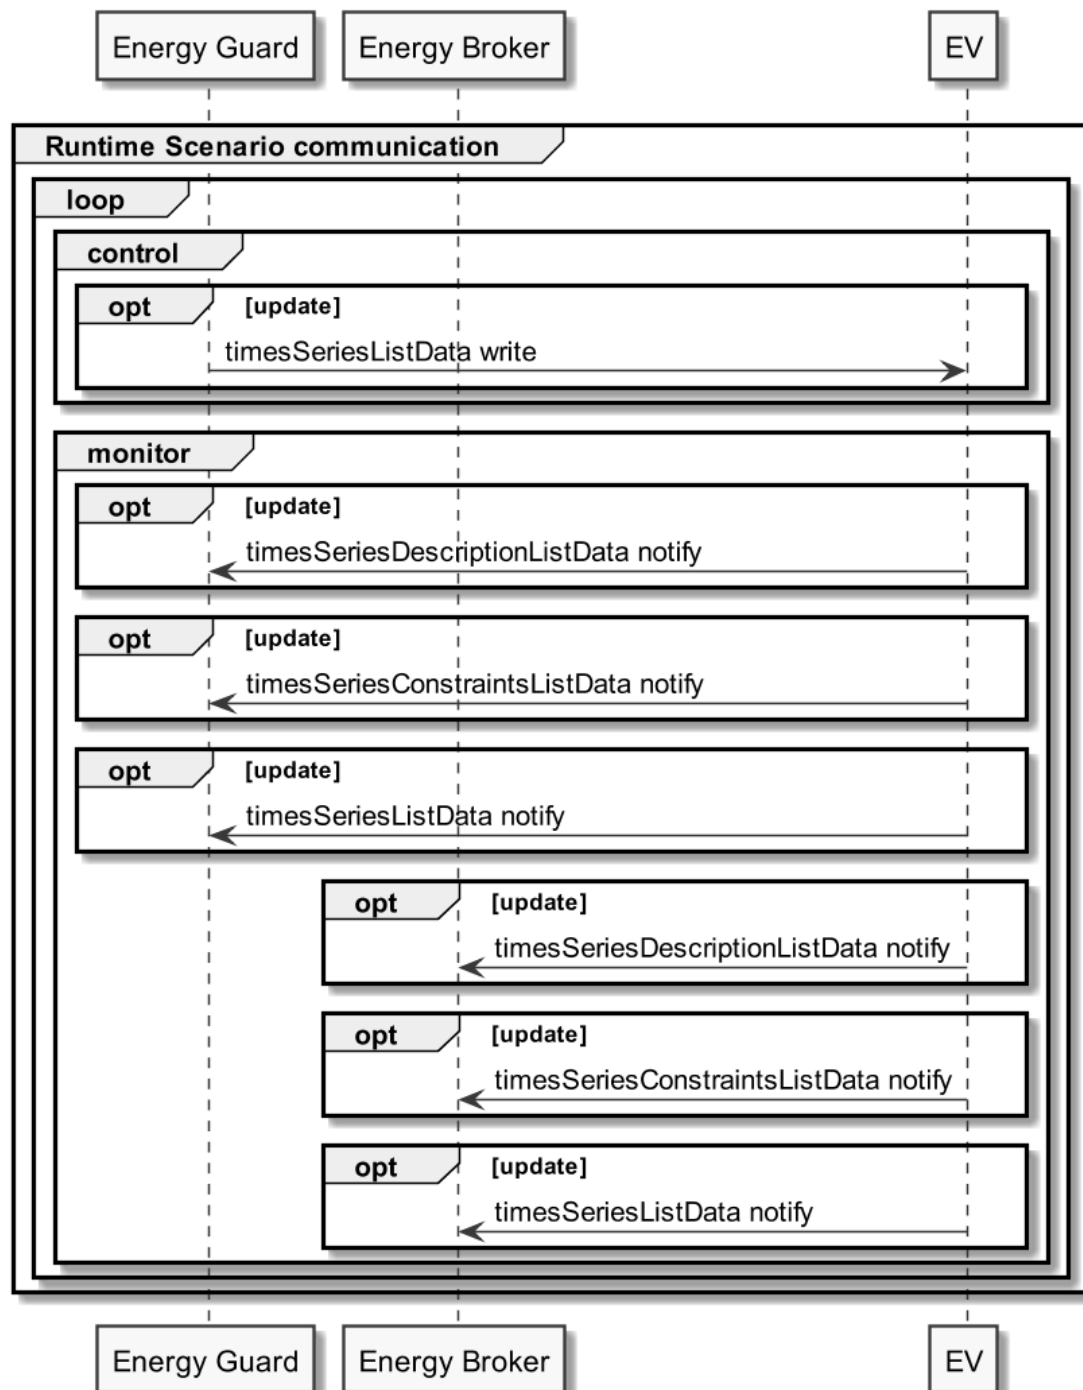 Energy Guard Energy Broker EV
Runtime Scenario communication
loop
control
opt [update]
timesSeriesListData write
monitor
opt [update]
timesSeriesDescriptionListData notify
opt [update]
timesSeriesConstraintsListData notify
opt [update]
timesSeriesListData notify
opt [update]
timesSeriesDescriptionListData notify
opt [update]
timesSeriesConstraintsListData notify
opt [update]
timesSeriesListData notify
Energy Guard Energy Broker EV